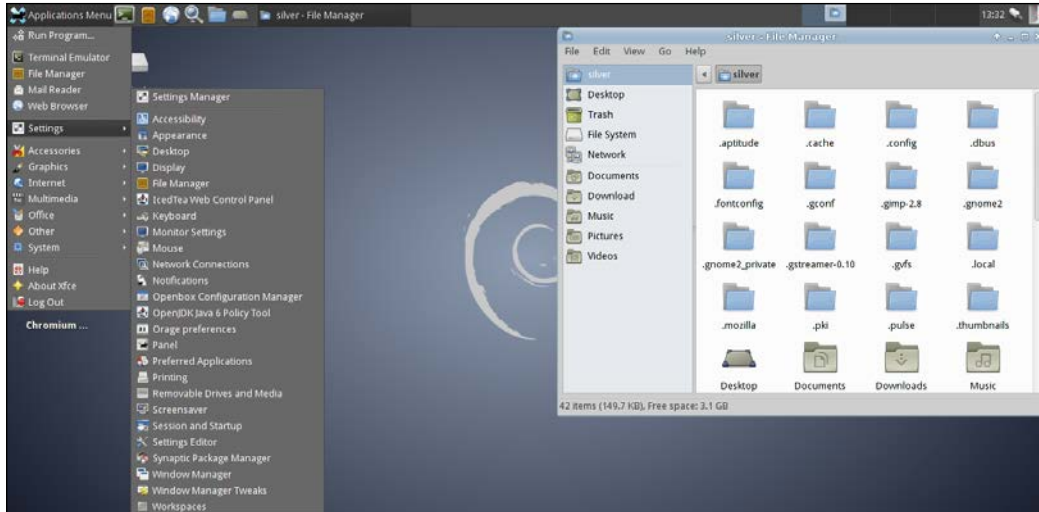 Applications Menu
silver - File Manager
13:32
Run Program...
Terminal Emulator
File Manager
Mail Reader
Web Browser
Settings
Accessories
Graphics
Internet
Multimedia
Office
Other
System
Help
About Xfce
Log Out
Chromium ...
Settings Manager
Accessibility
Appearance
Desktop
Display
File Manager
IcedTea Web Control Panel
Keyboard
Monitor Settings
Mouse
Network Connections
Notifications
Openbox Configuration Manager
OpenJDK Java 6 Policy Tool
Orage preferences
Panel
Preferred Applications
Printing
Removable Drives and Media
Screensaver
Session and Startup
Settings Editor
Synaptic Package Manager
Window Manager
Window Manager Tweaks
Workspaces
silver - File Manager
File Edit View Go Help
silver
Desktop
Trash
File System
Network
Documents
Download
Music
Pictures
Videos
silver
.aptitude .cache .config .dbus
.fontconfig .gconf .gimp-2.8 .gnome2
.gnome2_private .gstreamer-0.10 .gvfs .local
.mozilla .pki .pulse .thumbnails
Desktop Documents Downloads Music
42 items (149.7 KB), Free space: 3.1 GB